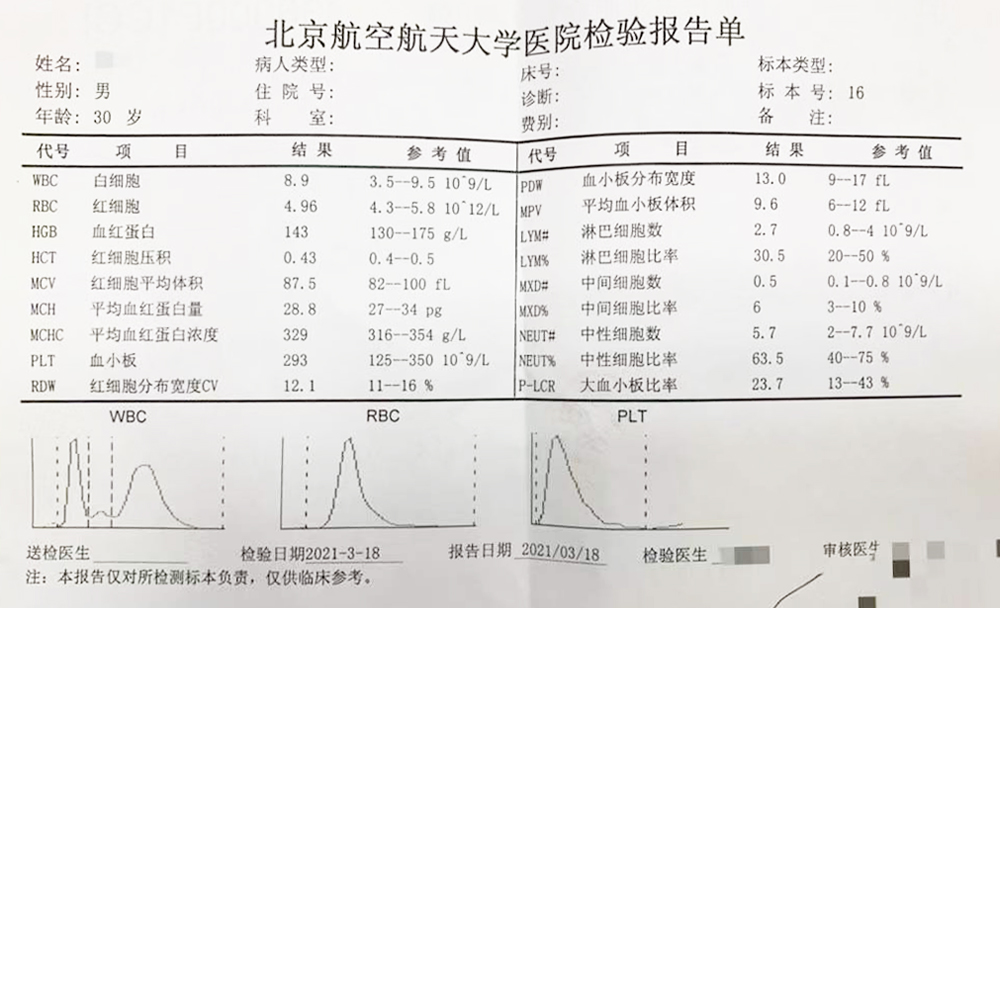 北京航空航天大学医院检验报告单
姓名: 病人类型: 床号: 标本类型:
性别: 男 住 院 号: 诊断: 标 本 号: 16
年龄: 30 岁 科 室: 费别: 备 注:
代号 项 目 结 果 参 考 值 代号 项 目 结 果 参 考 值
WBC 白细胞 8.9 3.5--9.5 10^9/L PDW 血小板分布宽度 13.0 9--17 fL
RBC 红细胞 4.96 4.3--5.8 10^12/L MPV 平均血小板体积 9.6 6--12 fL
HGB 血红蛋白 143 130--175 g/L LYM# 淋巴细胞数 2.7 0.8--4 10^9/L
HCT 红细胞压积 0.43 0.4--0.5 LYM% 淋巴细胞比率 30.5 20--50 %
MCV 红细胞平均体积 87.5 82--100 fL MXD# 中间细胞数 0.5 0.1--0.8 10^9/L
MCH 平均血红蛋白量 28.8 27--34 pg MXD% 中间细胞比率 6 3--10 %
MCHC 平均血红蛋白浓度 329 316--354 g/L NEUT# 中性细胞数 5.7 2--7.7 10^9/L
PLT 血小板 293 125--350 10^9/L NEUT% 中性细胞比率 63.5 40--75 %
RDW 红细胞分布宽度CV 12.1 11--16 % P-LCR 大血小板比率 23.7 13--43 %
WBC RBC PLT
送检医生 检验日期2021-3-18 报告日期 2021/03/18 检验医生 审核医生
注: 本报告仅对所检测标本负责, 仅供临床参考。